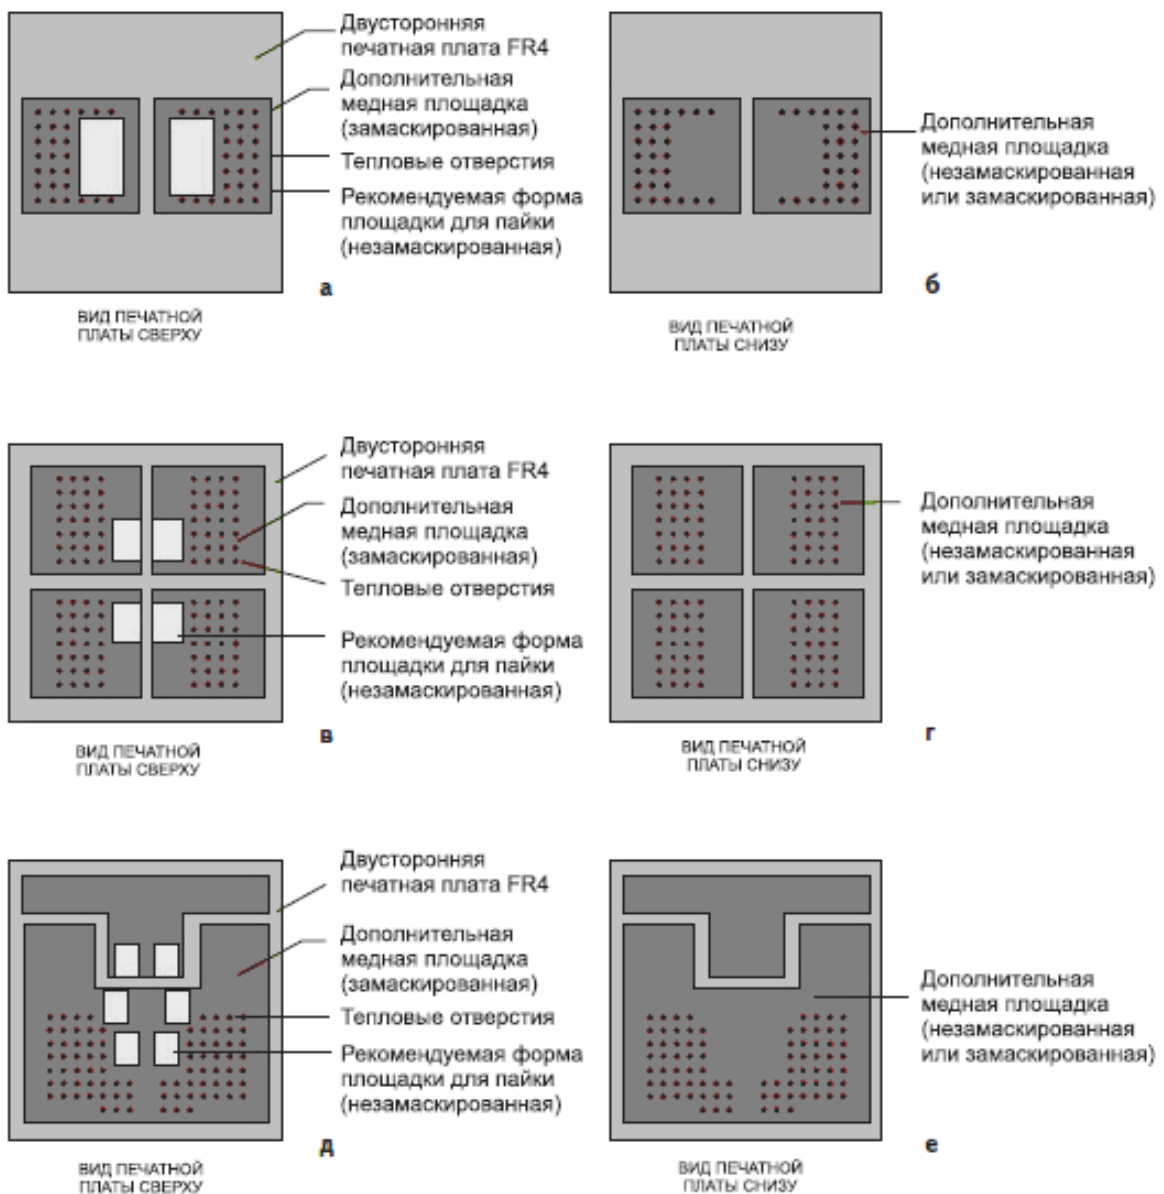 Двусторонняя
печатная плата FR4
Дополнительная
медная площадка
(замаскированная)
Тепловые отверстия
Рекомендуемая форма
площадки для пайки
(незамаскированная)
а
ВИД ПЕЧАТНОЙ
ПЛАТЫ СВЕРХУ
Дополнительная
медная площадка
(незамаскированная
или замаскированная)
б
ВИД ПЕЧАТНОЙ
ПЛАТЫ СНИЗУ
Двусторонняя
печатная плата FR4
Дополнительная
медная площадка
(замаскированная)
Тепловые отверстия
Рекомендуемая форма
площадки для пайки
(незамаскированная)
в
ВИД ПЕЧАТНОЙ
ПЛАТЫ СВЕРХУ
Дополнительная
медная площадка
(незамаскированная
или замаскированная)
г
ВИД ПЕЧАТНОЙ
ПЛАТЫ СНИЗУ
Двусторонняя
печатная плата FR4
Дополнительная
медная площадка
(замаскированная)
Тепловые отверстия
Рекомендуемая форма
площадки для пайки
(незамаскированная)
д
ВИД ПЕЧАТНОЙ
ПЛАТЫ СВЕРХУ
Дополнительная
медная площадка
(незамаскированная
или замаскированная)
е
ВИД ПЕЧАТНОЙ
ПЛАТЫ СНИЗУ